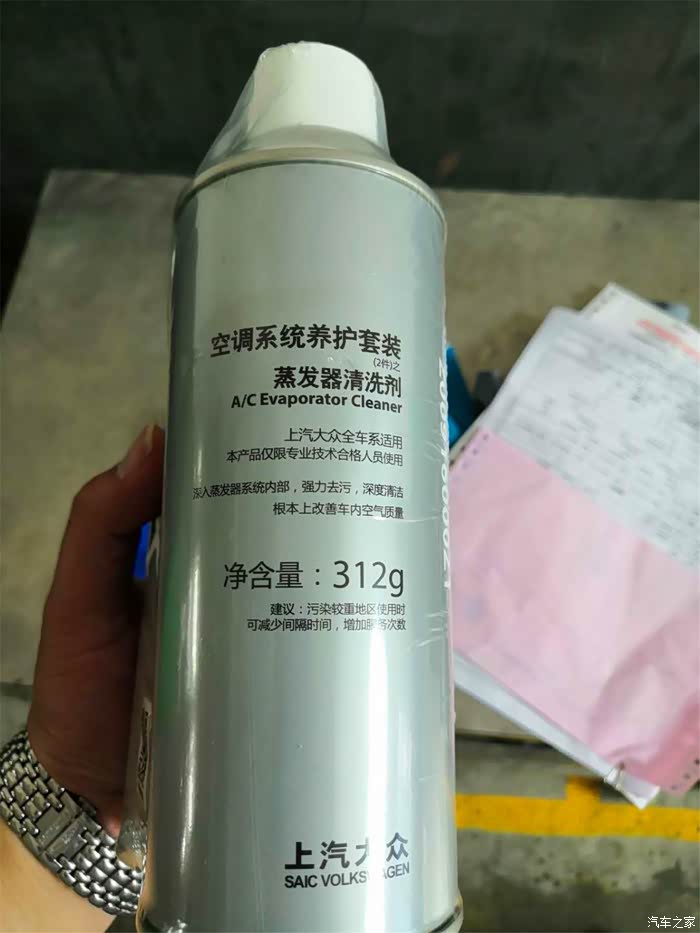 空调系统养护套装
(2件)之
蒸发器清洗剂
A/C Evaporator Cleaner
上汽大众全车系适用
本产品仅限专业技术合格人员使用
深入蒸发器系统内部，强力去污，深度清洁
根本上改善车内空气质量
净含量：312g
建议：污染较重地区使用时
可减少间隔时间，增加服务次数
上汽大众
SAIC VOLKSWAGEN
汽车之家